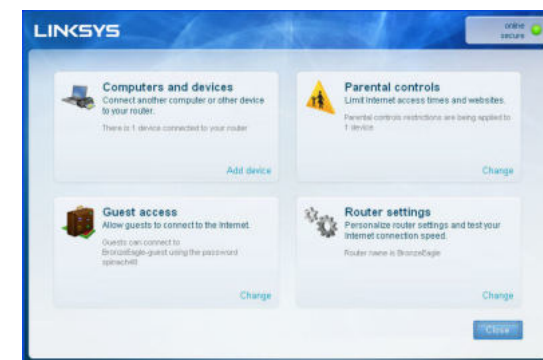 LINKSYS
online
secure
Computers and devices
Connect another computer or other device
to your router.
There is 1 device connected to your router
Add device
Parental controls
Limit Internet access times and websites.
Parental controls restrictions are being applied to
1 device
Change
Guest access
Allow guests to connect to the Internet.
Guests can connect to
BronzeEagle-guest using the password
Change
Router settings
Personalize router settings and test your
Internet connection speed.
Router name is BronzeEagle
Change
Close